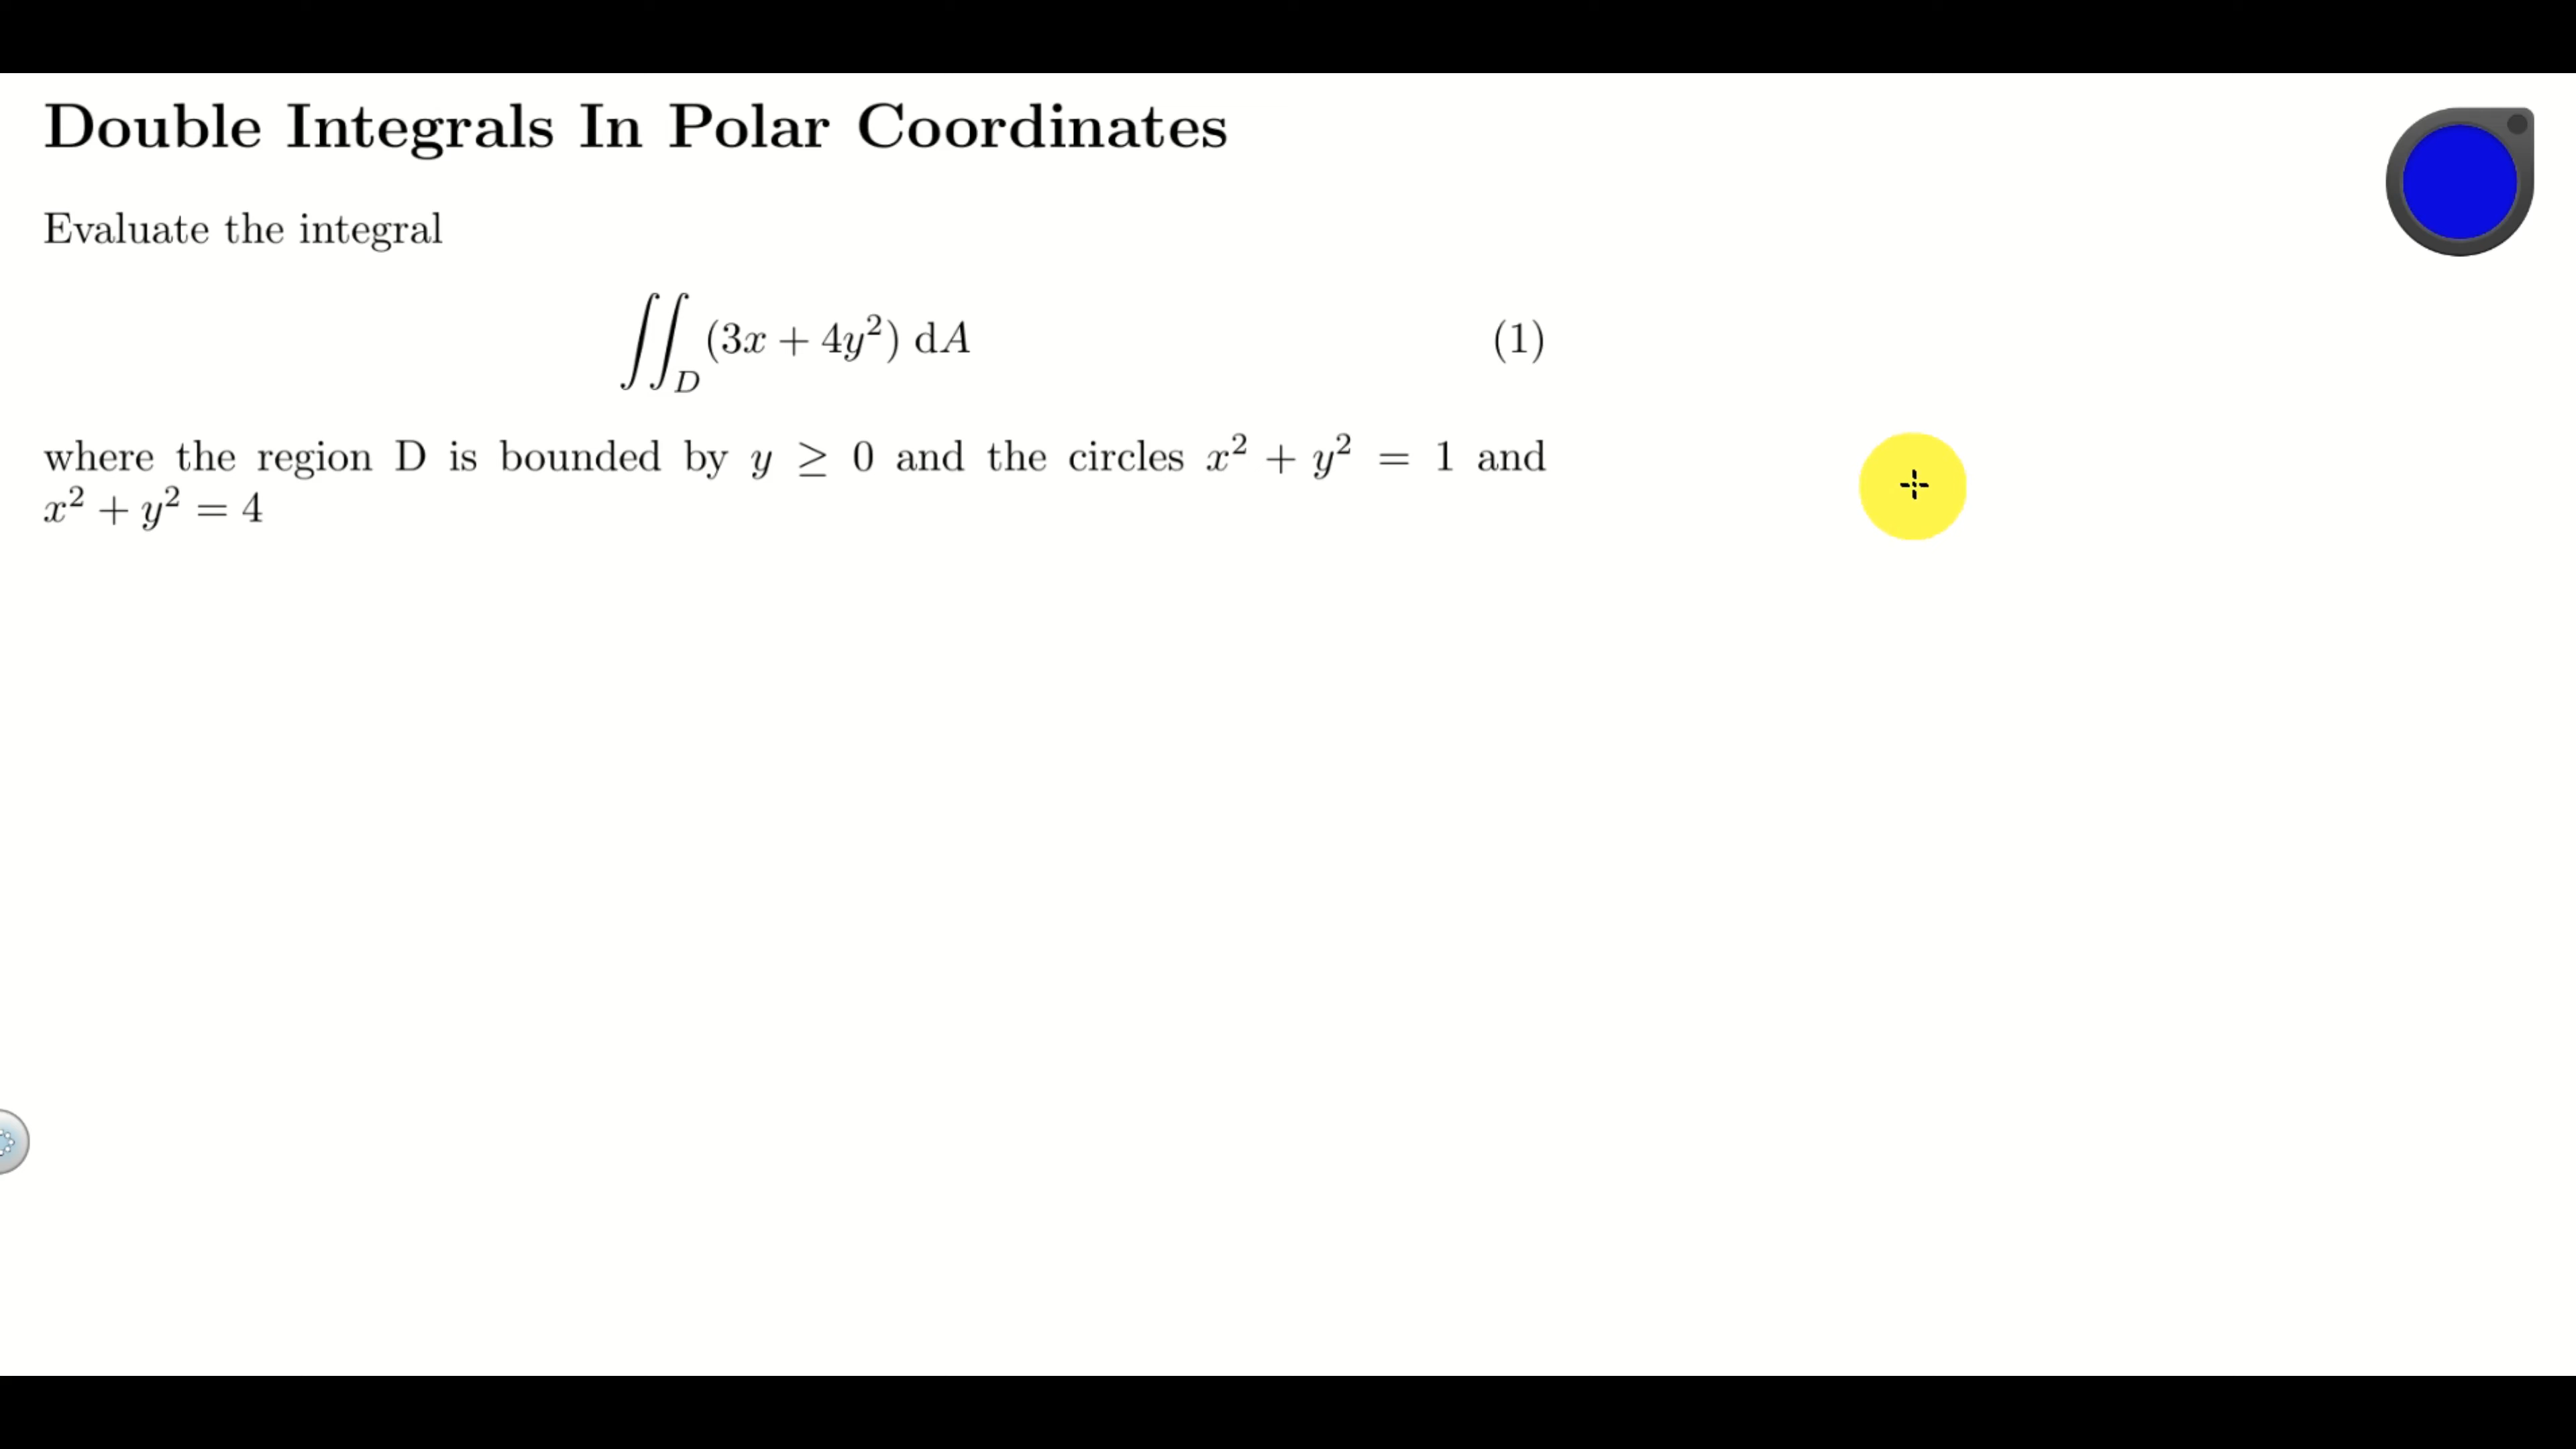 Double Integrals In Polar Coordinates
Evaluate the integral
∬_D (3x + 4y²) dA (1)
where the region D is bounded by y ≥ 0 and the circles x² + y² = 1 and
x² + y² = 4